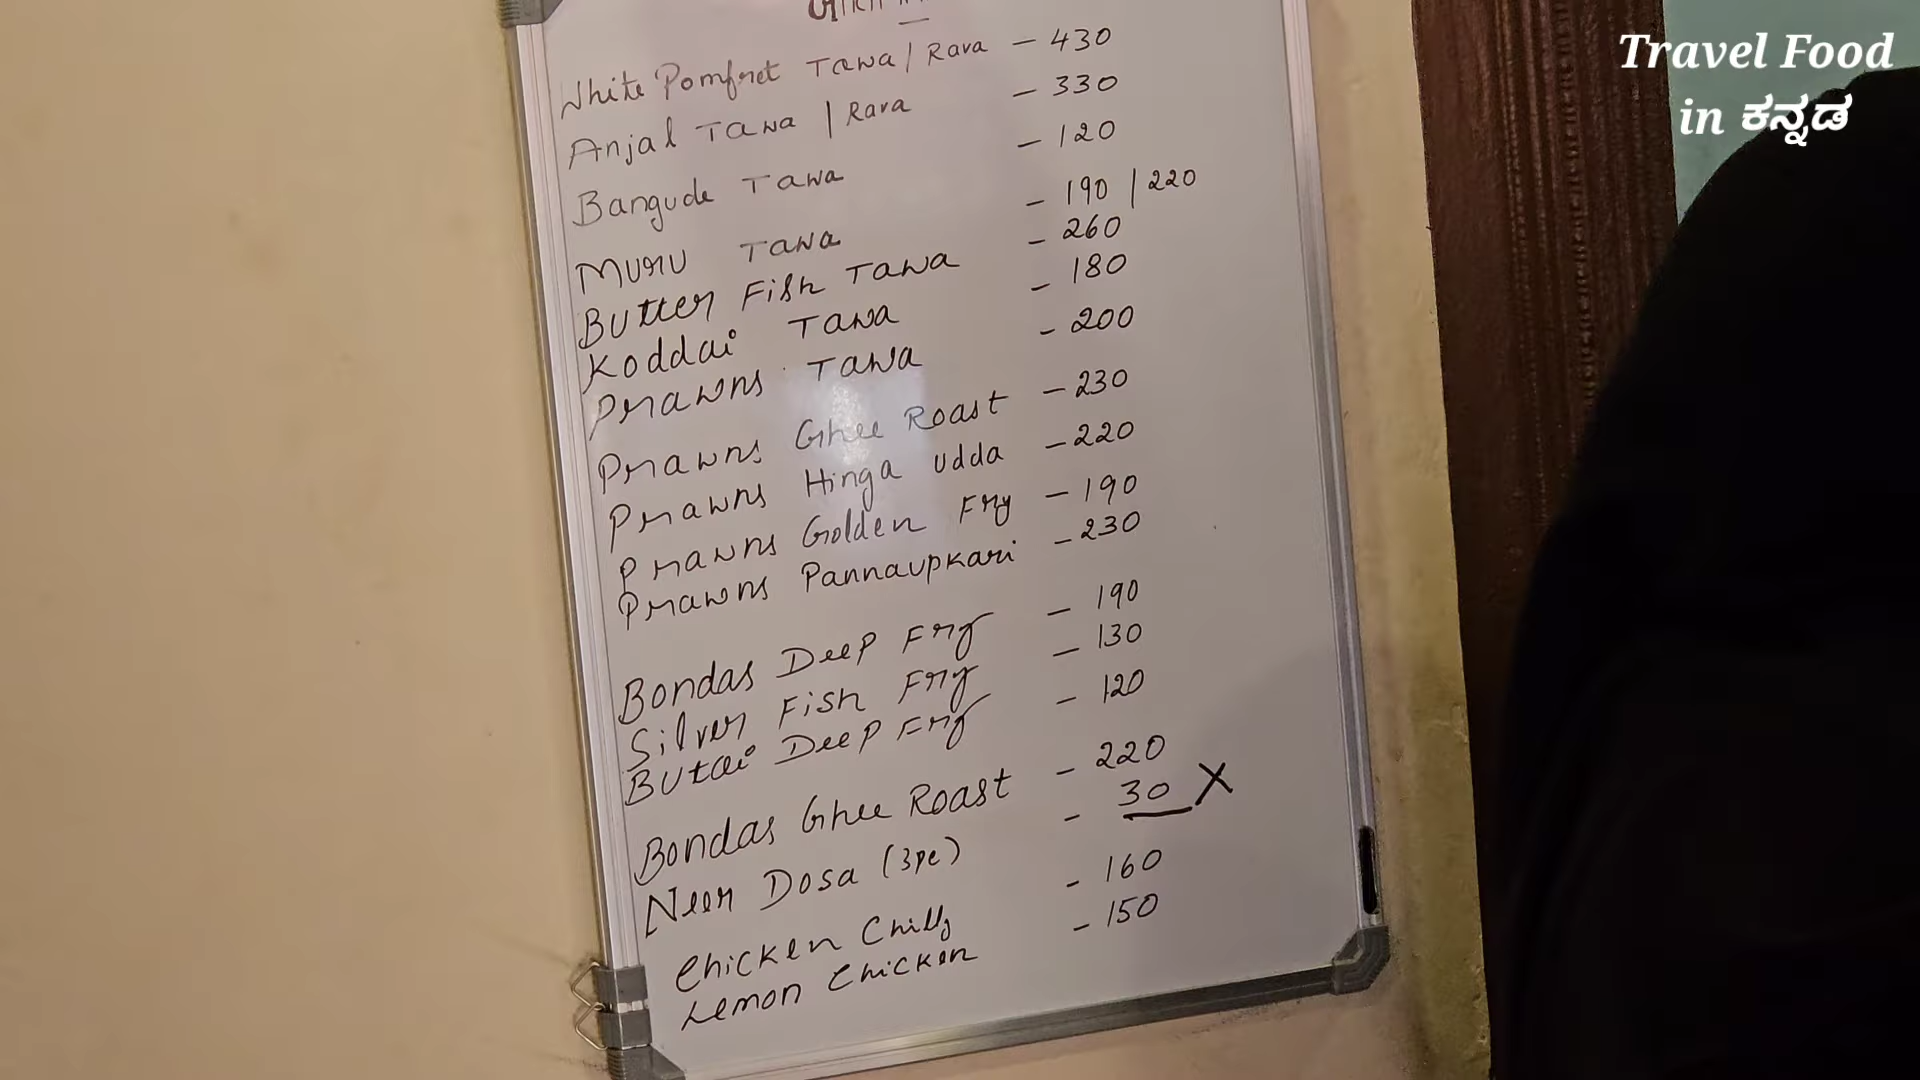 Travel Food
in ಕನ್ನಡ
White Pomfret Tawa / Rava - 430
Anjal Tawa / Rava - 330
Bangude Tawa - 120
Muru Tawa - 190 / 220
Butter Fish Tawa - 260
Koddai Tawa - 180
Prawns Tawa - 200
Prawns Ghee Roast - 230
Prawns Hinga Udda - 220
Prawns Golden Fry - 190
Prawns Pannaupkari - 230
Bondas Deep Fry - 190
Silver Fish Fry - 130
Butai Deep Fry - 120
Bondas Ghee Roast - 220
Neer Dosa (3pe) - 30 X
Chicken Chilly - 160
Lemon Chicken - 150